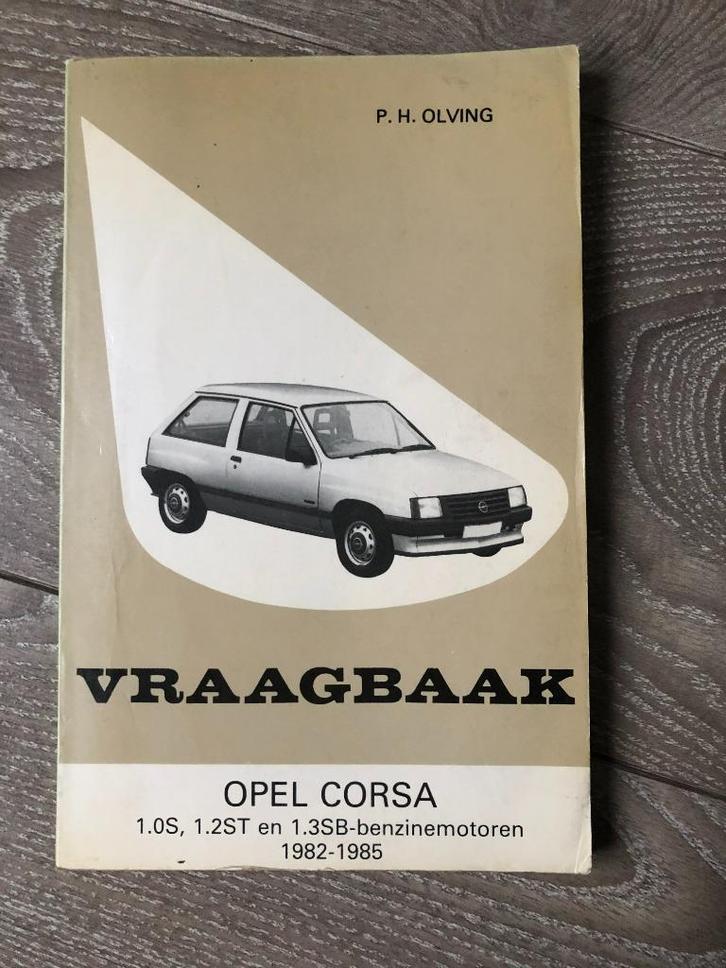 P. H. OLVING
VRAAGBAAK
OPEL CORSA
1.0S, 1.2ST en 1.3SB-benzinemotoren
1982-1985